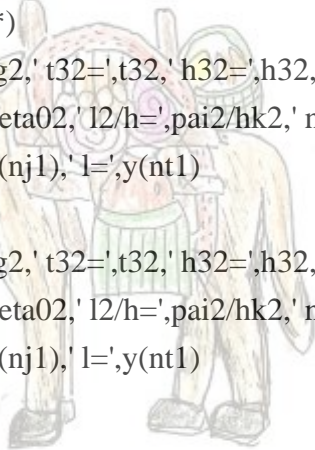 *)
g2,' t32=',t32,' h32=',h32,
eta02,' l2/h=',pai2/hk2,' n
(nj1),' l=',y(nt1)
g2,' t32=',t32,' h32=',h32,
eta02,' l2/h=',pai2/hk2,' n
(nj1),' l=',y(nt1)